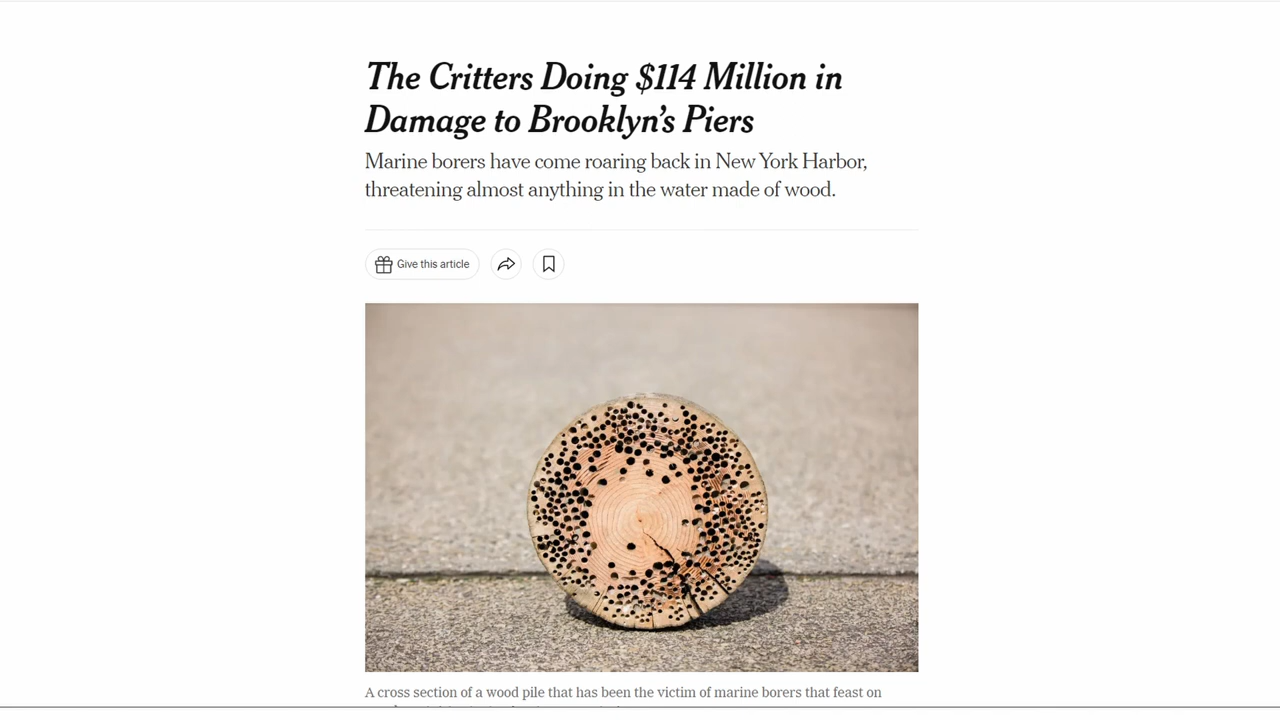 The Critters Doing $114 Million in
Damage to Brooklyn’s Piers
Marine borers have come roaring back in New York Harbor,
threatening almost anything in the water made of wood.
Give this article
A cross section of a wood pile that has been the victim of marine borers that feast on